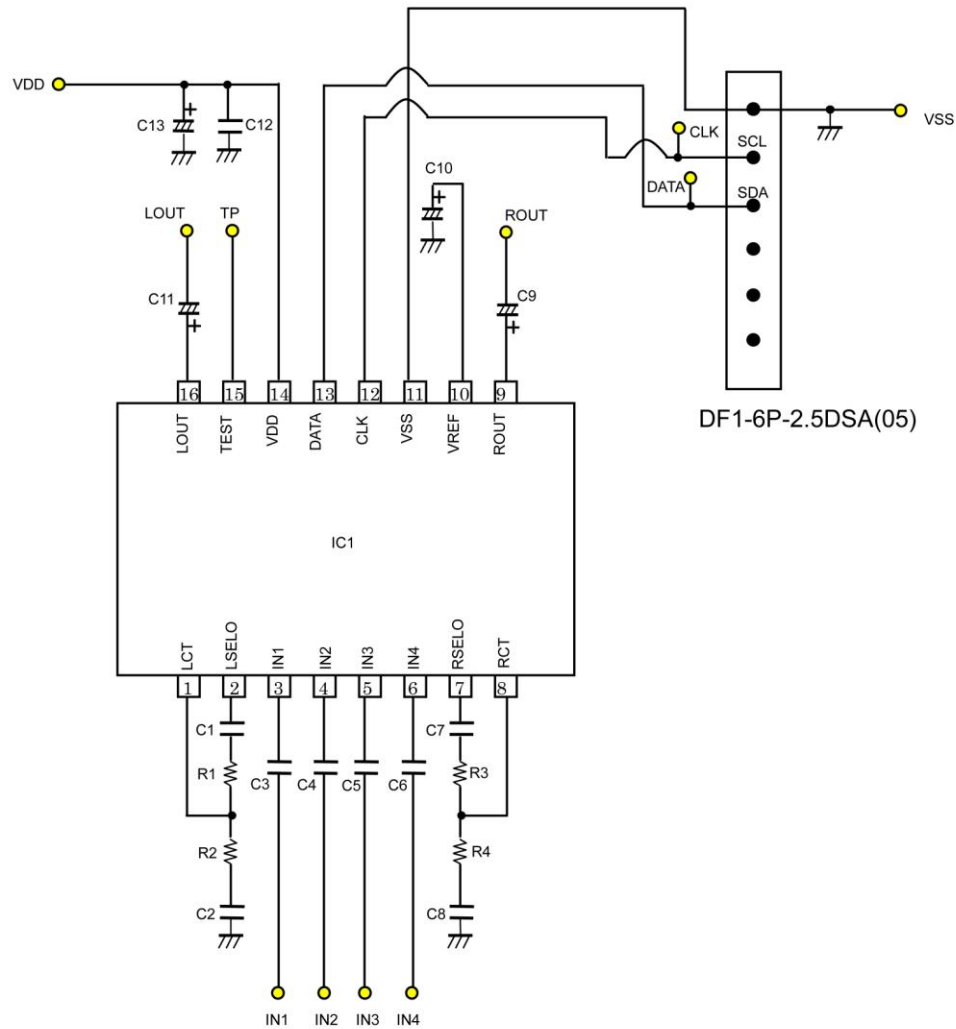 VDD
C13
C12
CLK
VSS
SCL
C10
DATA
SDA
LOUT
TP
ROUT
C11
C9
16 15 14 13 12 11 10 9
LOUT TEST VDD DATA CLK VSS VREF ROUT
DF1-6P-2.5DSA(05)
IC1
LCT LSELO IN1 IN2 IN3 IN4 RSELO RCT
1 2 3 4 5 6 7 8
C1
C7
R1
C3
C4
C5
C6
R3
R2
R4
C2
C8
IN1 IN2 IN3 IN4